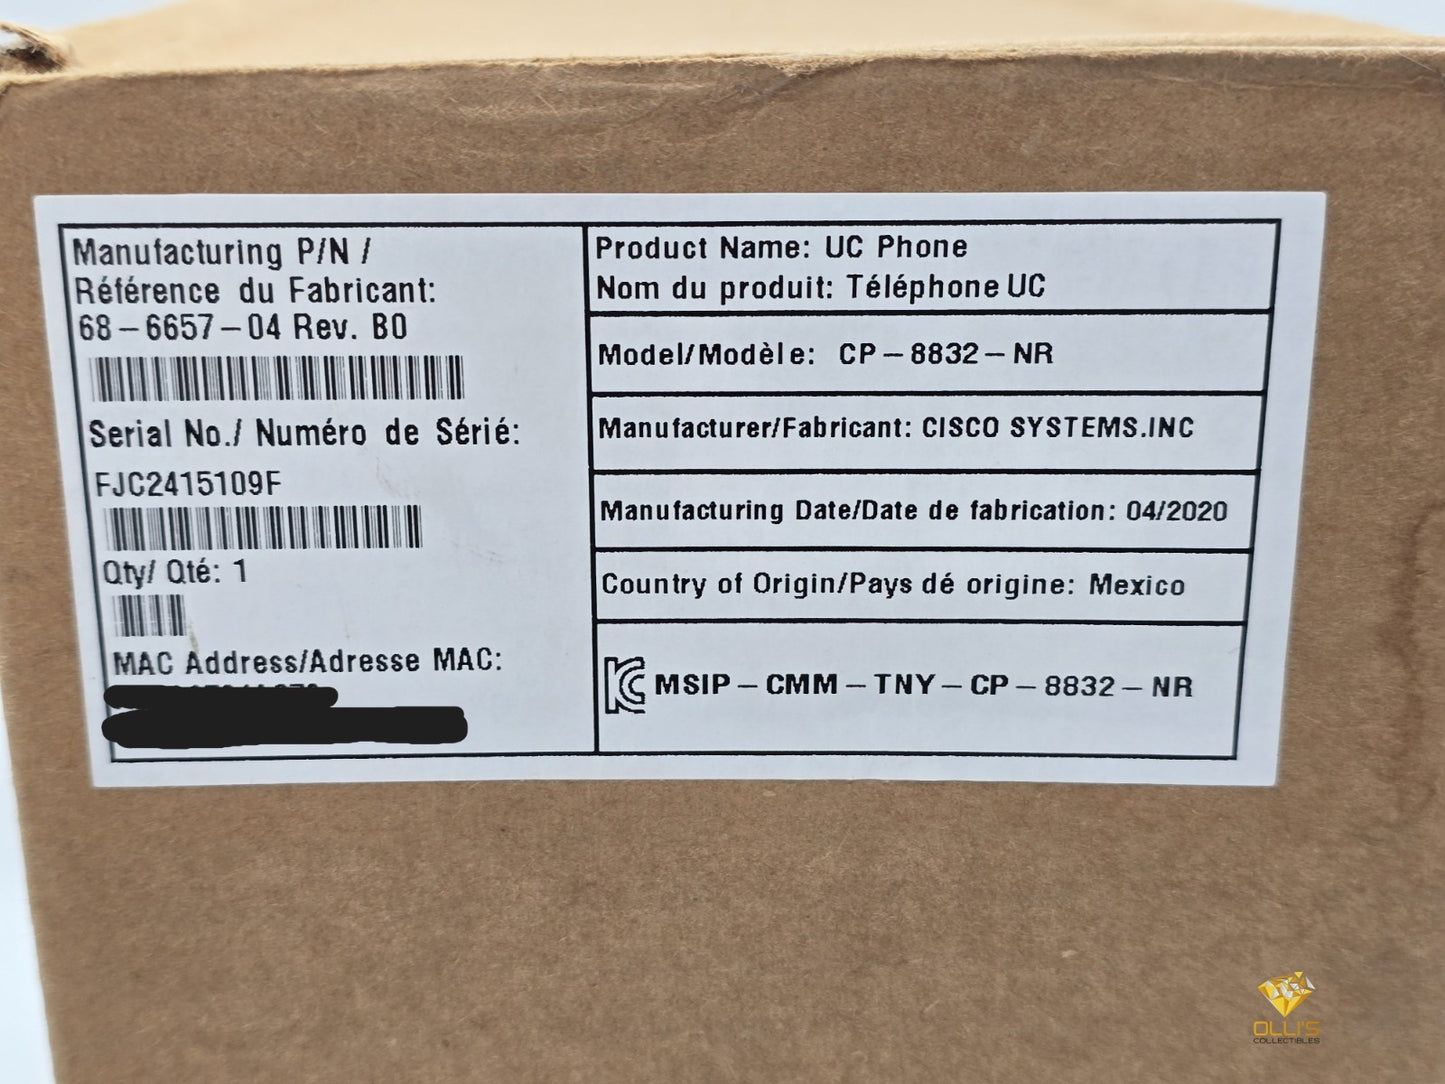 Manufacturing P/N /
Référence du Fabricant:
68-6657-04 Rev. B0
Serial No./ Numéro de Série:
FJC2415109F
Qty/ Qté: 1
MAC Address/Adresse MAC:
Product Name: UC Phone
Nom du produit: Téléphone UC
Model/Modèle: CP-8832-NR
Manufacturer/Fabricant: CISCO SYSTEMS.INC
Manufacturing Date/Date de fabrication: 04/2020
Country of Origin/Pays dé origine: Mexico
MSIP-CMM-TNY-CP-8832-NR
OLLI'S
COLLECTIBLES